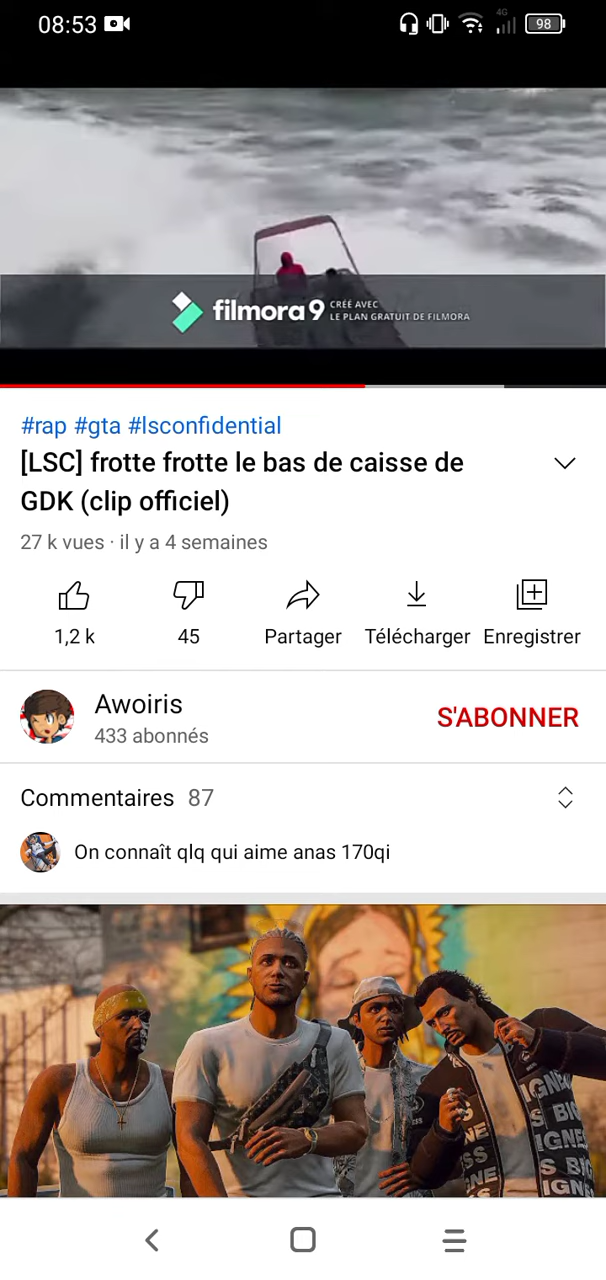 08:53
4G
98
filmora9 CRÉÉ AVEC
LE PLAN GRATUIT DE FILMORA
#rap #gta #lsconfidential
[LSC] frotte frotte le bas de caisse de
GDK (clip officiel)
27 k vues · il y a 4 semaines
1,2 k 45 Partager Télécharger Enregistrer
Awoiris
433 abonnés
S'ABONNER
Commentaires 87
On connaît qlq qui aime anas 170qi